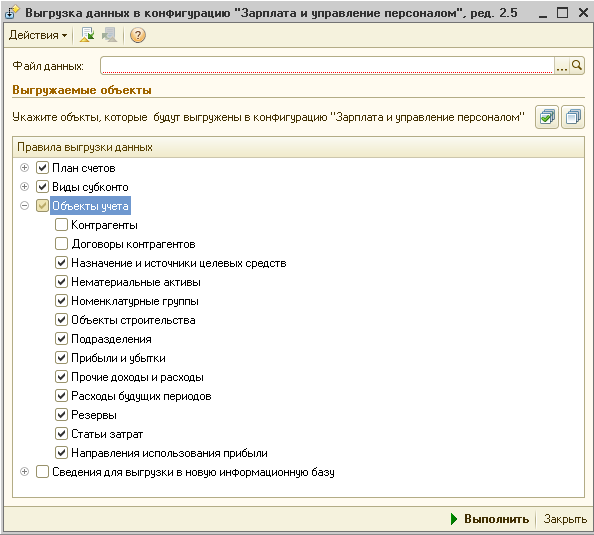 Выгрузка данных в конфигурацию "Зарплата и управление персоналом", ред. 2.5
Действия
Файл данных:
Выгружаемые объекты
Укажите объкты, которые будут выгружены в конфигурацию "Зарплата и управление персоналом"
Правила выгрузки данных
План счетов
Виды субконто
Объекты учета
Контрагенты
Договоры контрагентов
Назначение и источники целевых средств
Нематериальные активы
Номенклатурные группы
Объекты строительства
Подразделения
Прибыли и убытки
Прочие доходы и расходы
Расходы будущих периодов
Резервы
Статьи затрат
Направления использования прибыли
Сведения для выгрузки в новую информационную базу
Выполнить Закрыть